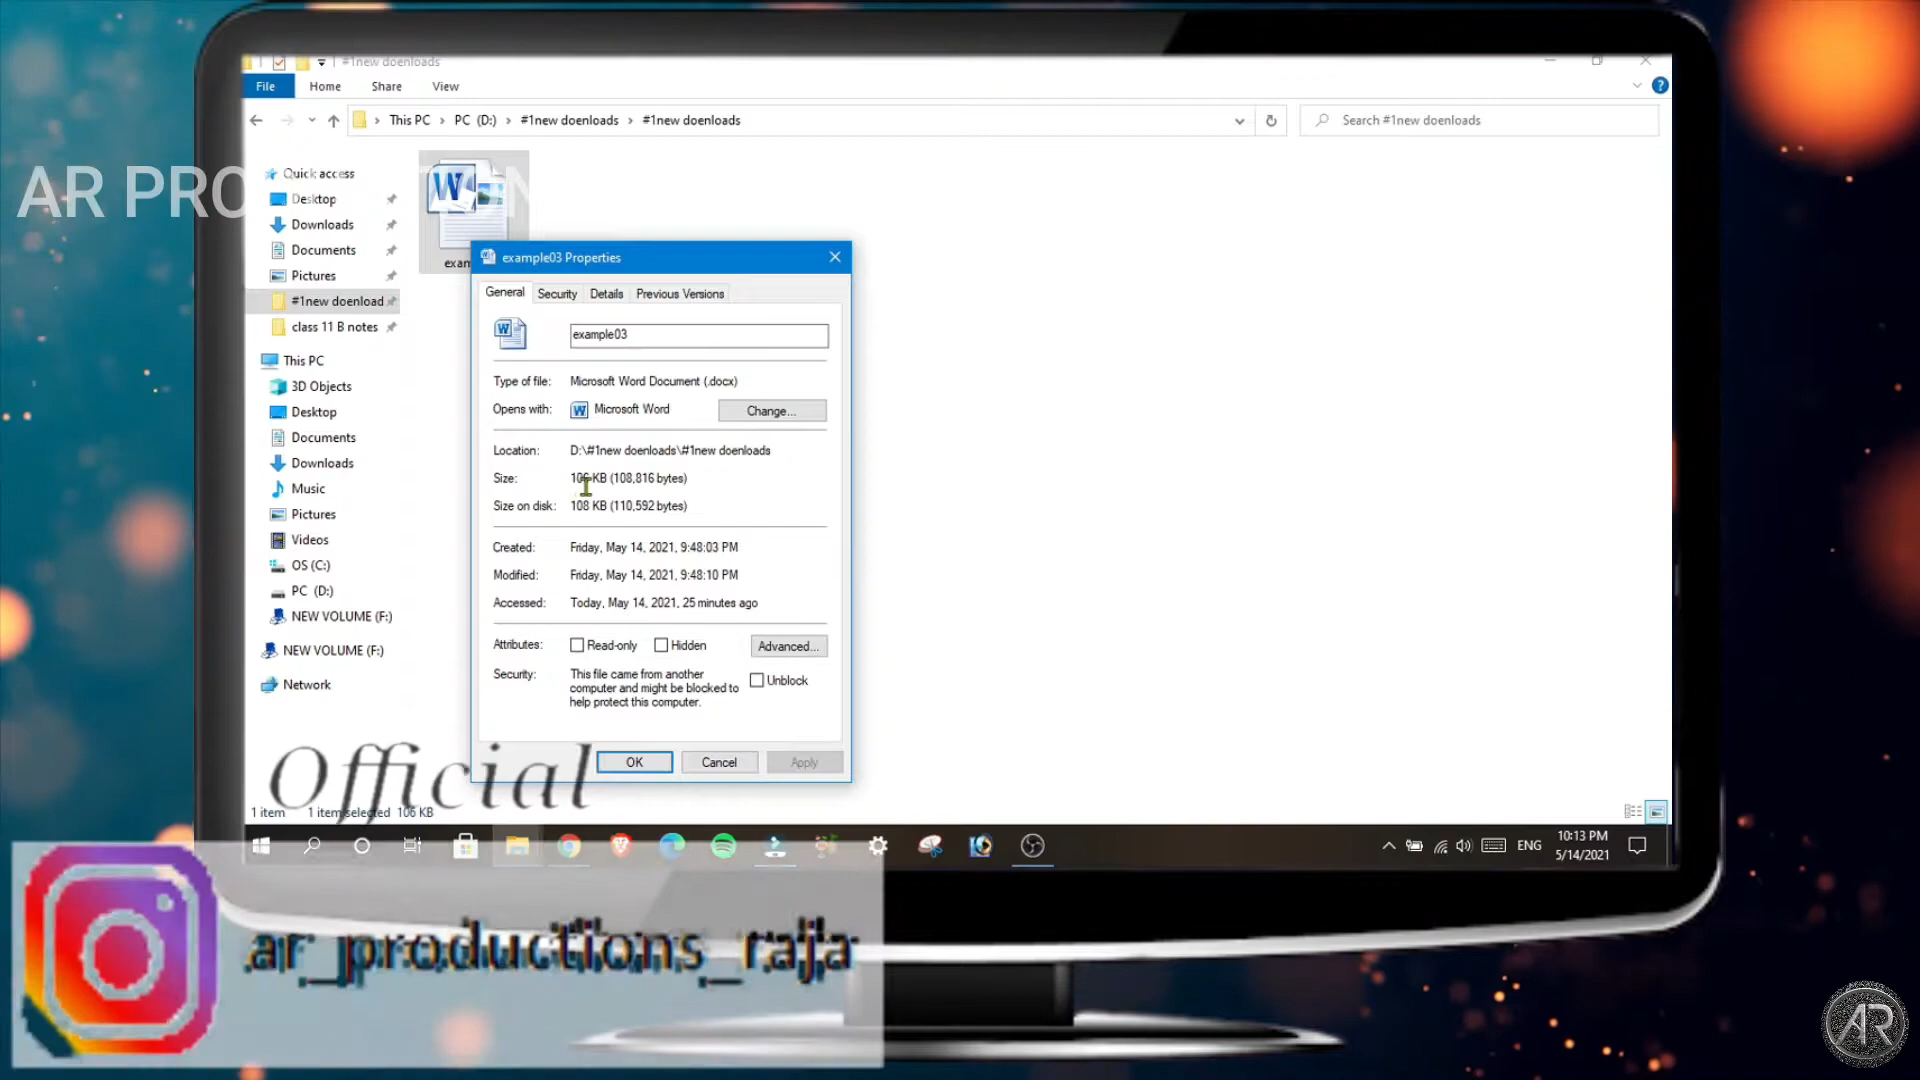 #1new doenloads
File Home Share View
This PC > PC (D:) > #1new doenloads > #1new doenloads
Search #1new doenloads
AR PRO
Quick access
Desktop
Downloads
Documents
Pictures
#1new doenload
class 11 B notes
This PC
3D Objects
Desktop
Documents
Downloads
Music
Pictures
Videos
OS (C:)
PC (D:)
NEW VOLUME (F:)
NEW VOLUME (F:)
Network
W
exam
example03 Properties
General Security Details Previous Versions
example03
Type of file: Microsoft Word Document (.docx)
Opens with: Microsoft Word Change...
Location: D:\#1new doenloads\#1new doenloads
Size: 106 KB (108,816 bytes)
Size on disk: 108 KB (110,592 bytes)
Created: Friday, May 14, 2021, 9:48:03 PM
Modified: Friday, May 14, 2021, 9:48:10 PM
Accessed: Today, May 14, 2021, 25 minutes ago
Attributes: Read-only Hidden Advanced...
Security: This file came from another
computer and might be blocked to
help protect this computer.
Unblock
OK Cancel Apply
Official
1 item 1 item selected 106 KB
ENG
10:13 PM
5/14/2021
ar_productions_raja
AR